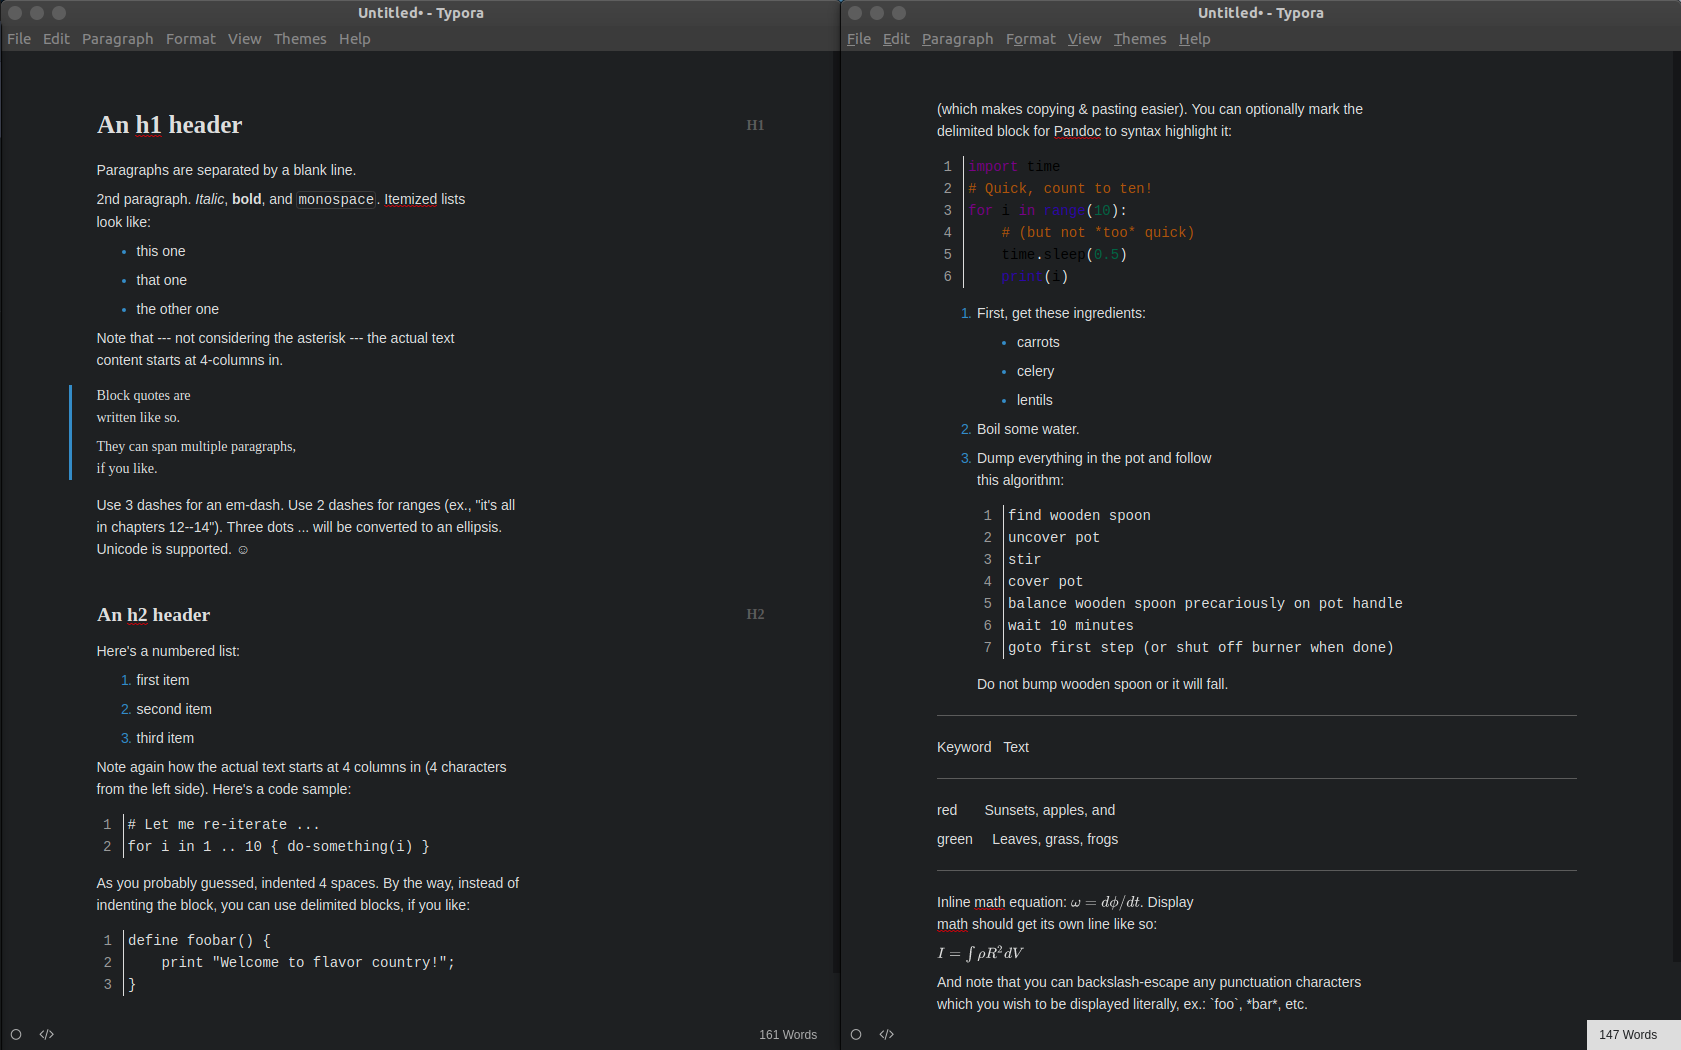 Untitled• - Typora
File Edit Paragraph Format View Themes Help
An h1 header
H1
Paragraphs are separated by a blank line.
2nd paragraph. Italic, bold, and monospace. Itemized lists
look like:
• this one
• that one
• the other one
Note that --- not considering the asterisk --- the actual text
content starts at 4-columns in.
Block quotes are
written like so.
They can span multiple paragraphs,
if you like.
Use 3 dashes for an em-dash. Use 2 dashes for ranges (ex., "it's all
in chapters 12--14"). Three dots ... will be converted to an ellipsis.
Unicode is supported. ☺
An h2 header
H2
Here's a numbered list:
1. first item
2. second item
3. third item
Note again how the actual text starts at 4 columns in (4 characters
from the left side). Here's a code sample:
1 # Let me re-iterate ...
2 for i in 1 .. 10 { do-something(i) }
As you probably guessed, indented 4 spaces. By the way, instead of
indenting the block, you can use delimited blocks, if you like:
1 define foobar() {
2     print "Welcome to flavor country!";
3 }
</> 161 Words
Untitled• - Typora
File Edit Paragraph Format View Themes Help
(which makes copying & pasting easier). You can optionally mark the
delimited block for Pandoc to syntax highlight it:
1 import time
2 # Quick, count to ten!
3 for i in range(10):
4     # (but not *too* quick)
5     time.sleep(0.5)
6     print(i)
1. First, get these ingredients:
• carrots
• celery
• lentils
2. Boil some water.
3. Dump everything in the pot and follow
this algorithm:
1 find wooden spoon
2 uncover pot
3 stir
4 cover pot
5 balance wooden spoon precariously on pot handle
6 wait 10 minutes
7 goto first step (or shut off burner when done)
Do not bump wooden spoon or it will fall.
Keyword Text
red Sunsets, apples, and
green Leaves, grass, frogs
Inline math equation: ω = dϕ/dt. Display
math should get its own line like so:
I = ∫ ρR²dV
And note that you can backslash-escape any punctuation characters
which you wish to be displayed literally, ex.: `foo`, *bar*, etc.
</> 147 Words